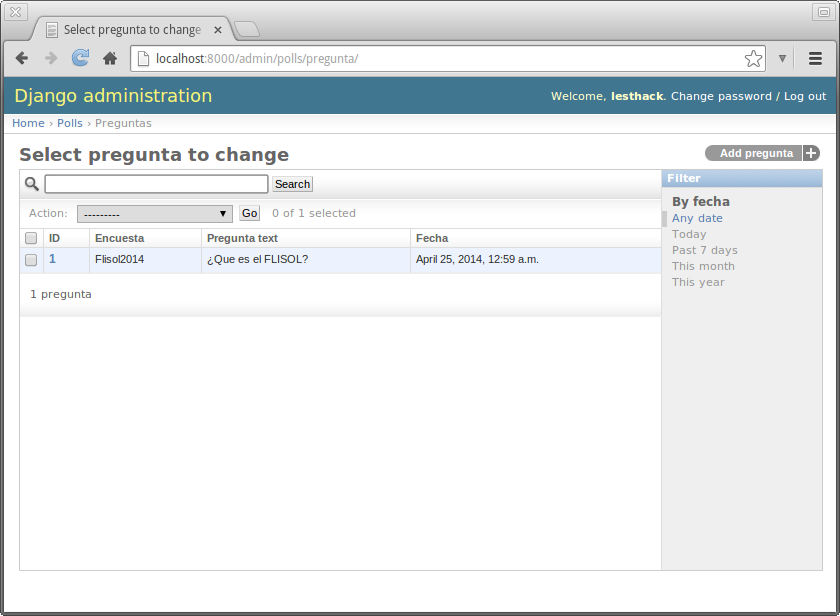 Select pregunta to change
localhost:8000/admin/polls/pregunta/
Django administration
Welcome, lesthack. Change password / Log out
Home › Polls › Preguntas
Select pregunta to change
Add pregunta +
Search
Action: --------- Go 0 of 1 selected
ID Encuesta Pregunta text Fecha
1 Flisol2014 ¿Que es el FLISOL? April 25, 2014, 12:59 a.m.
1 pregunta
Filter
By fecha
Any date
Today
Past 7 days
This month
This year